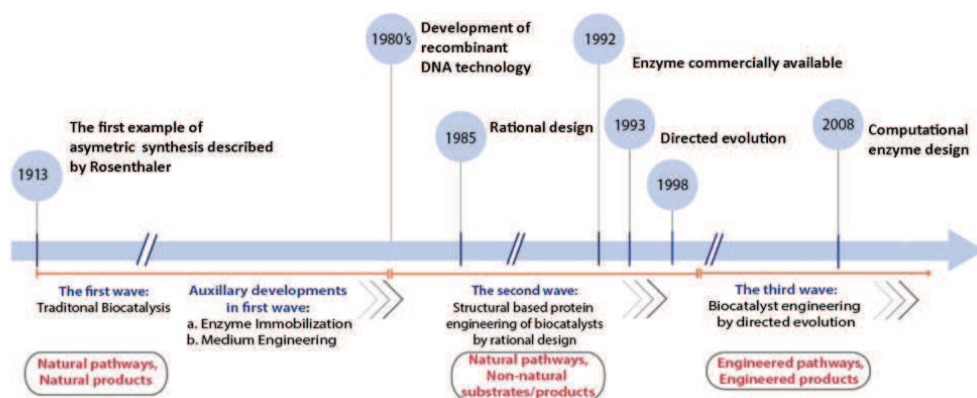 1913
The first example of
asymetric synthesis described
by Rosenthaler
1980's
Development of
recombinant
DNA technology
1985
Rational design
1992
Enzyme commercially available
1993
Directed evolution
1998
2008
Computational
enzyme design
The first wave:
Traditonal Biocatalysis
Auxillary developments
in first wave:
a. Enzyme Immobilization
b. Medium Engineering
The second wave:
Structural based protein
engineering of biocatalysts
by rational design
The third wave:
Biocatalyst engineering
by directed evolution
Natural pathways,
Natural products
Natural pathways,
Non-natural
substrates/products
Engineered pathways,
Engineered products